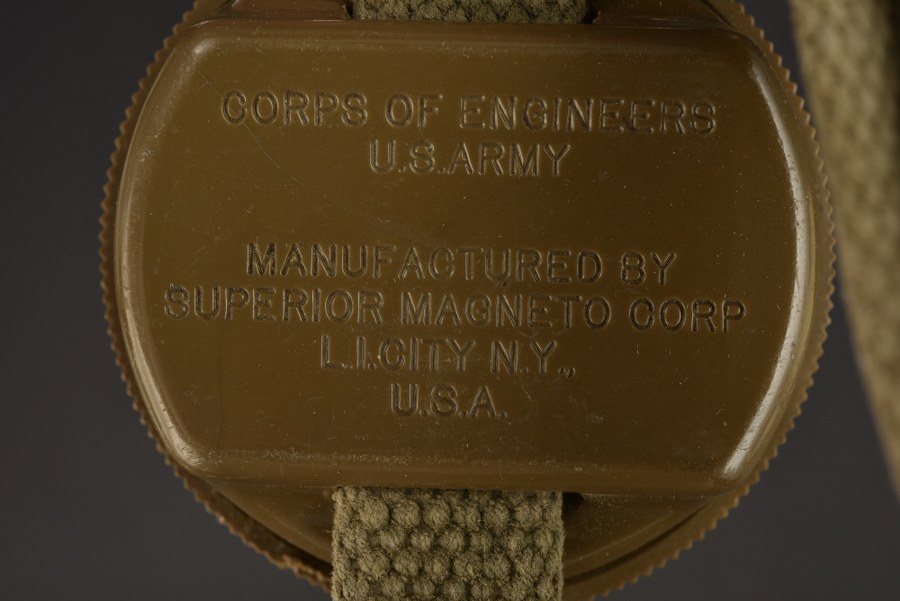 CORPS OF ENGINEERS
U.S.ARMY
MANUFACTURED BY
SUPERIOR MAGNETO CORP
L.I.CITY N.Y.,
U.S.A.